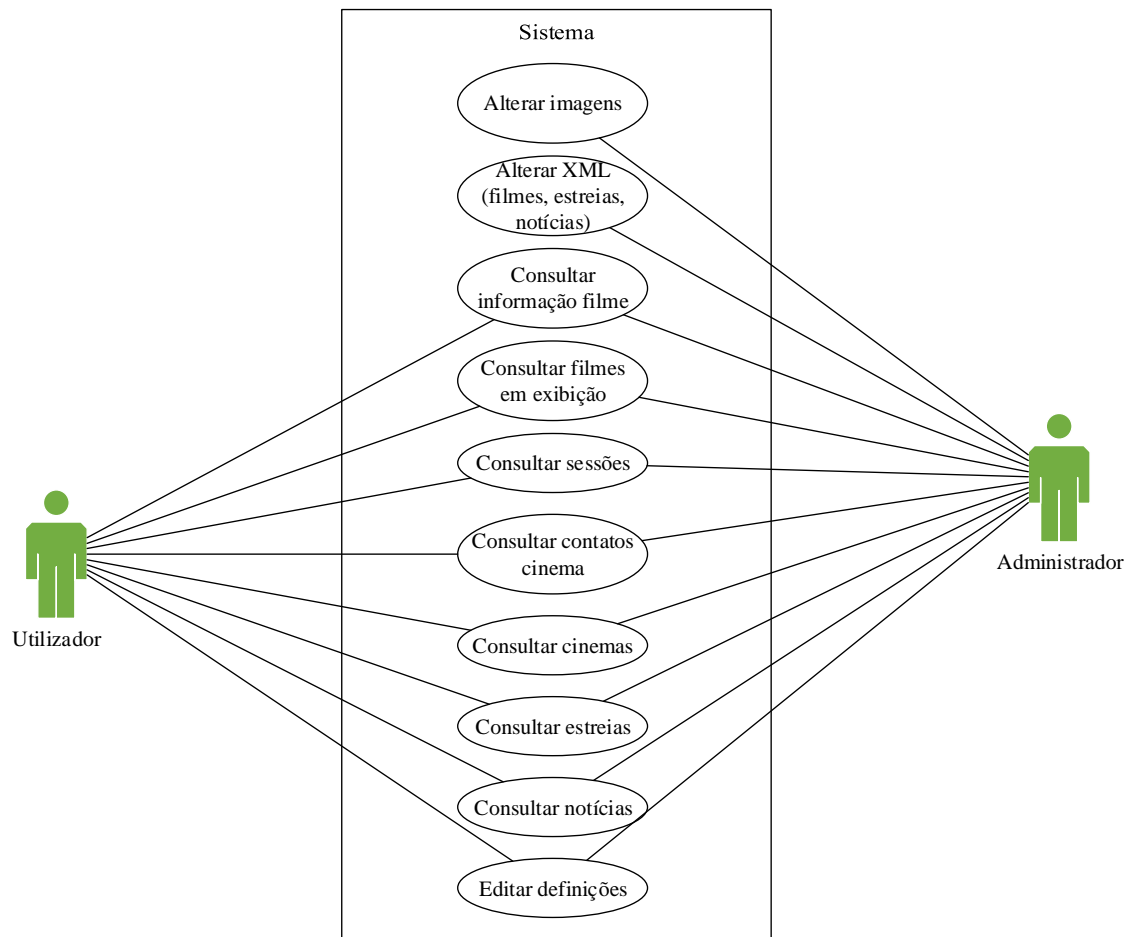 Sistema
Alterar imagens
Alterar XML
(filmes, estreias,
notícias)
Consultar
informação filme
Consultar filmes
em exibição
Consultar sessões
Consultar contatos
cinema
Consultar cinemas
Consultar estreias
Consultar notícias
Editar definições
Utilizador
Administrador